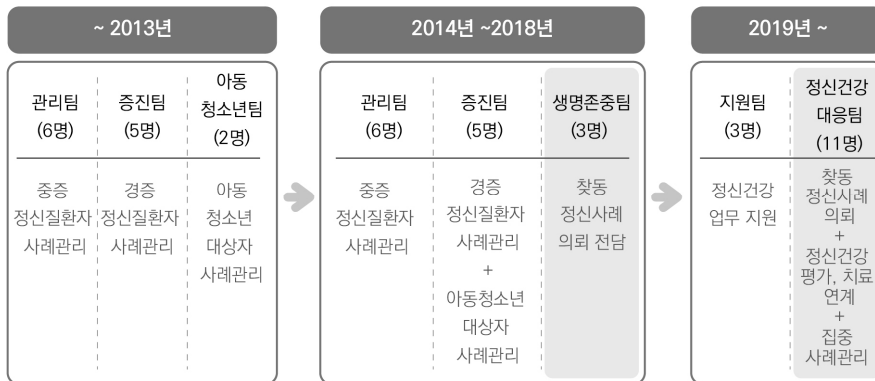 ~ 2013년
관리팀
(6명)
증진팀
(5명)
아동
청소년팀
(2명)
중증
정신질환자
사례관리
경증
정신질환자
사례관리
아동
청소년
대상자
사례관리
2014년 ~2018년
관리팀
(6명)
증진팀
(5명)
생명존중팀
(3명)
중증
정신질환자
사례관리
경증
정신질환자
사례관리
+
아동청소년
대상자
사례관리
찾동
정신사례
의뢰 전담
2019년 ~
지원팀
(3명)
정신건강
대응팀
(11명)
정신건강
업무 지원
찾동
정신시례
의뢰
+
정신건강
평가, 치료
연계
+
집중
사례관리